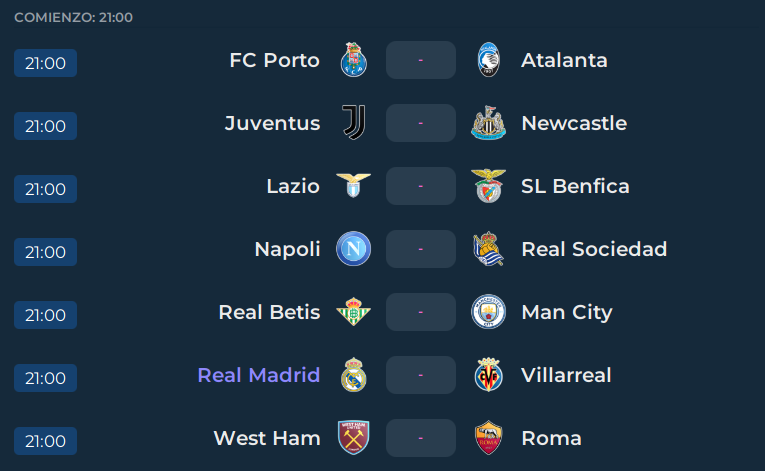 COMIENZO: 21:00
21:00 FC Porto - Atalanta
21:00 Juventus - Newcastle
21:00 Lazio - SL Benfica
21:00 Napoli - Real Sociedad
21:00 Real Betis - Man City
21:00 Real Madrid - Villarreal
21:00 West Ham - Roma